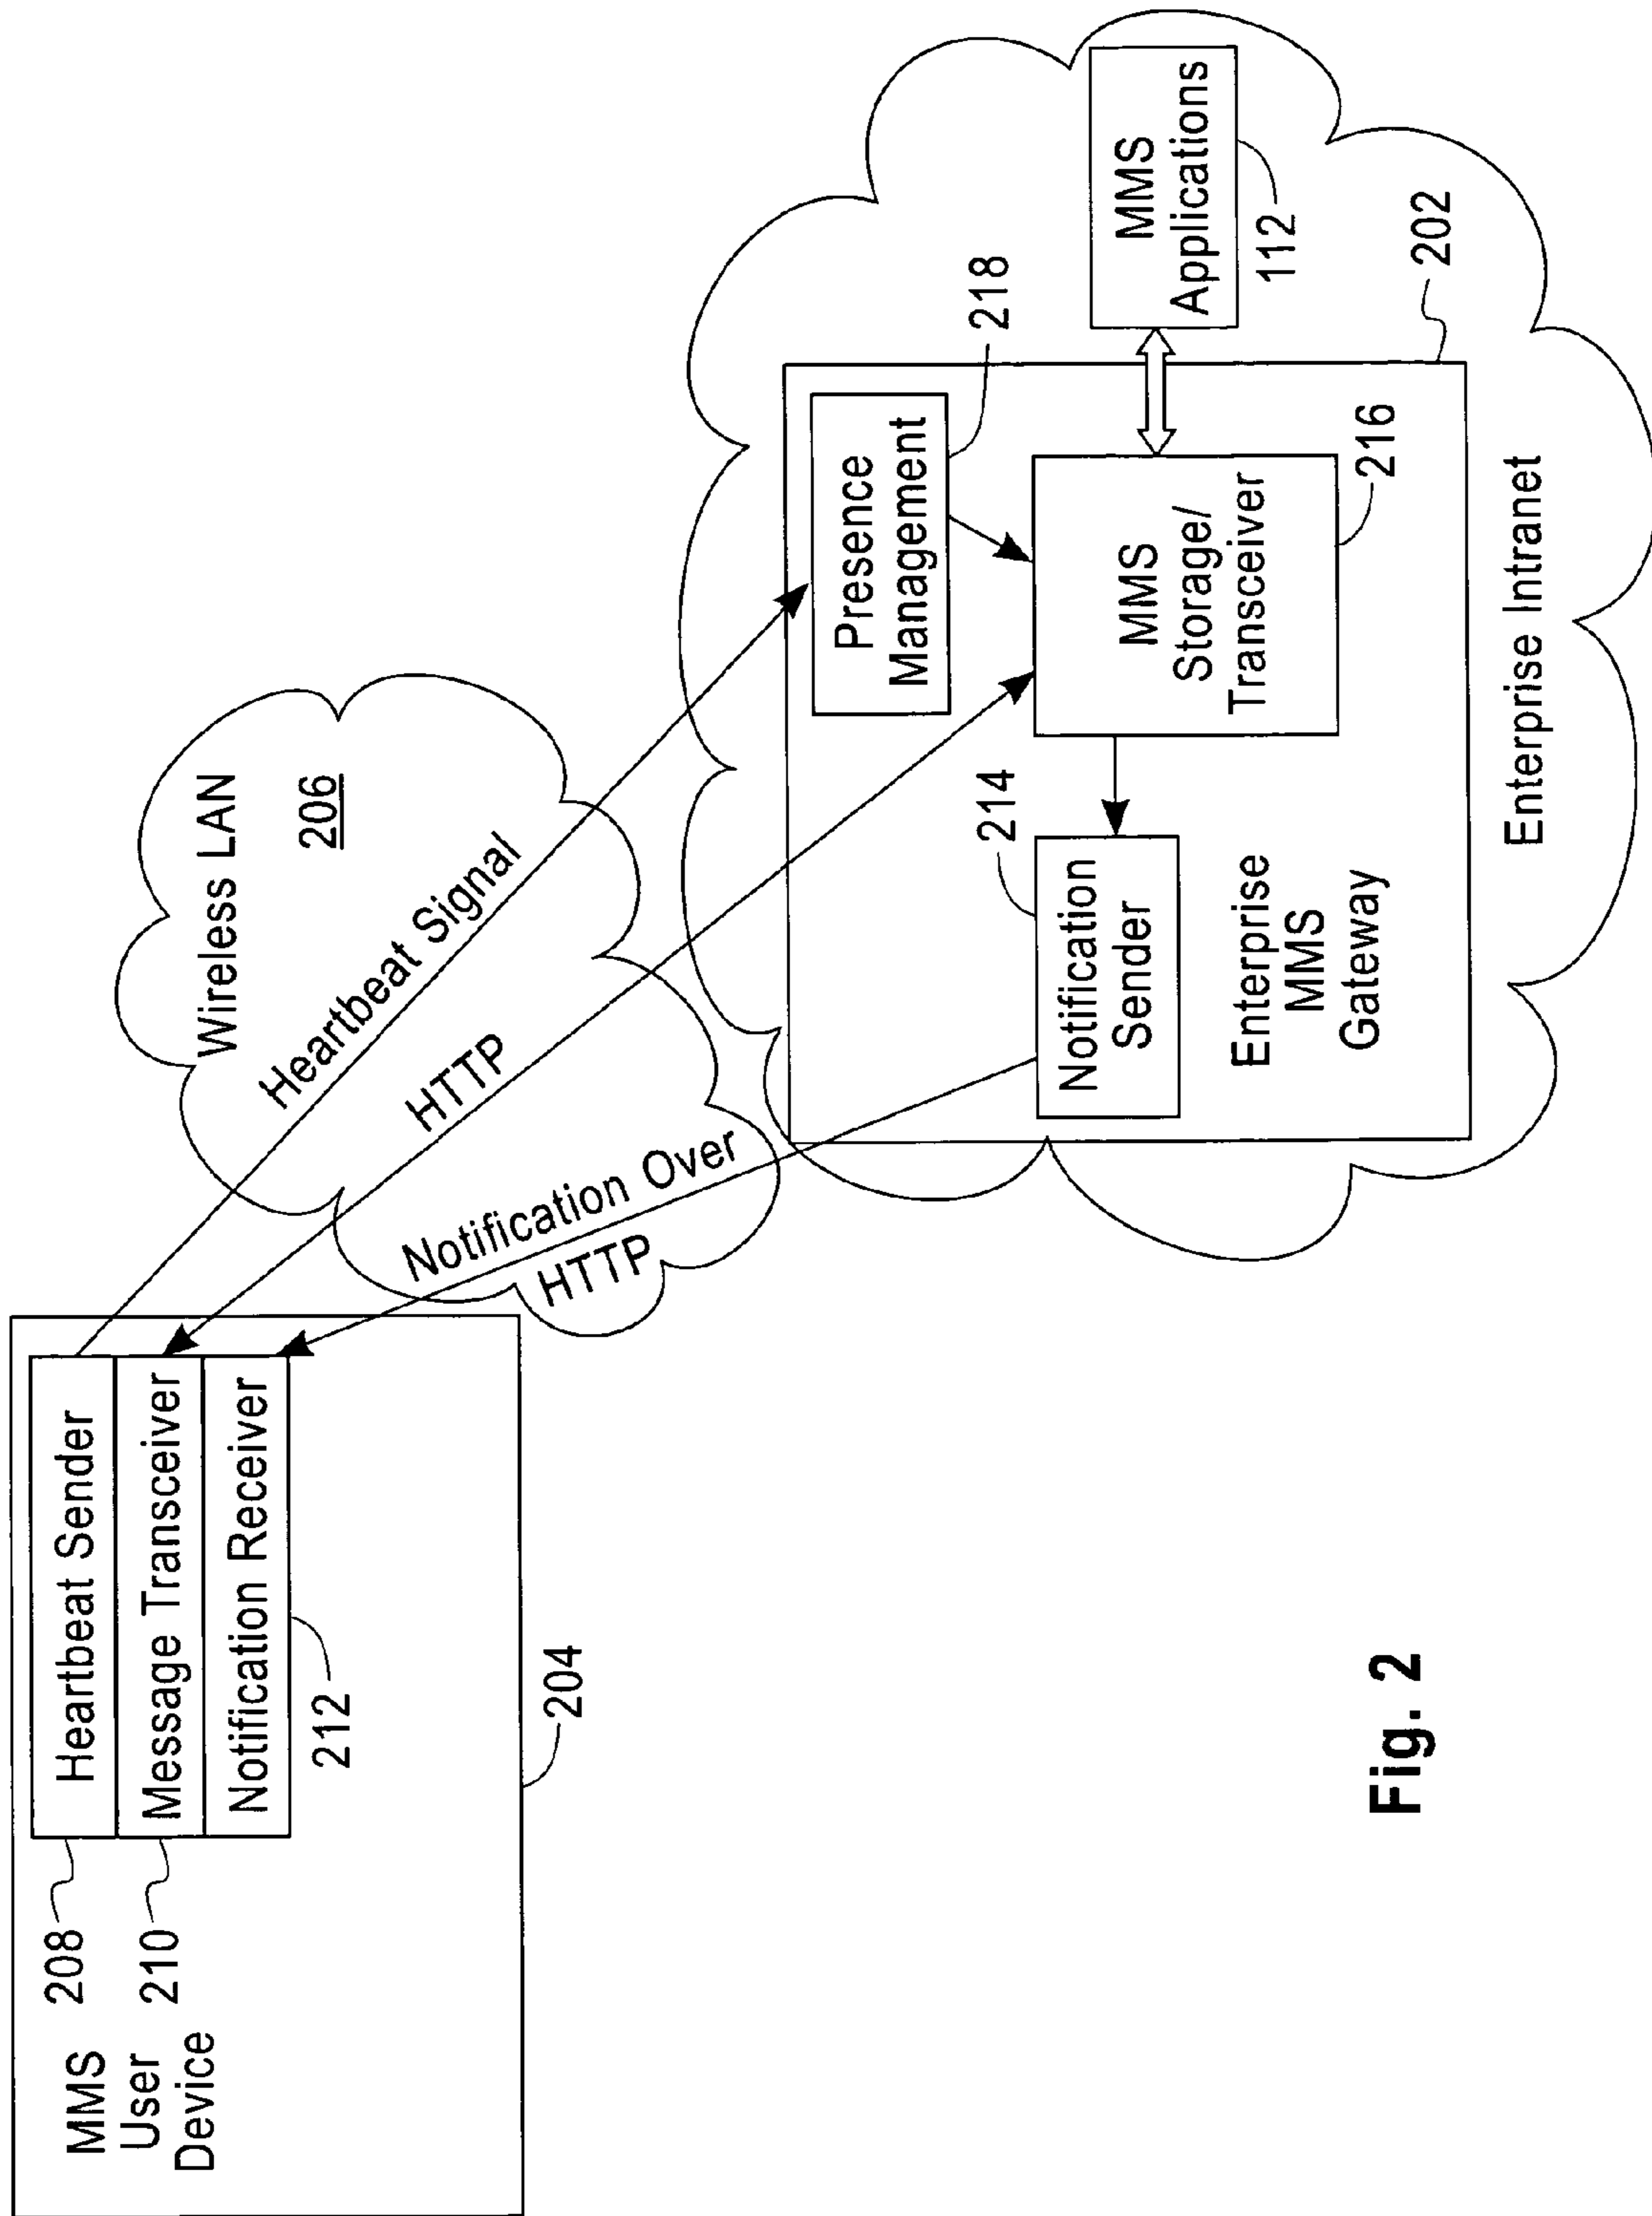 MMS
User
Device
208
210
Heartbeat Sender
Message Transceiver
Notification Receiver
212
204
Wireless LAN
206
Heartbeat Signal
HTTP
Notification Over
HTTP
Presence
Management
218
MMS
Applications
112
214
Notification
Sender
MMS
Storage/
Transceiver
216
202
Enterprise
MMS
Gateway
Enterprise Intranet
Fig. 2